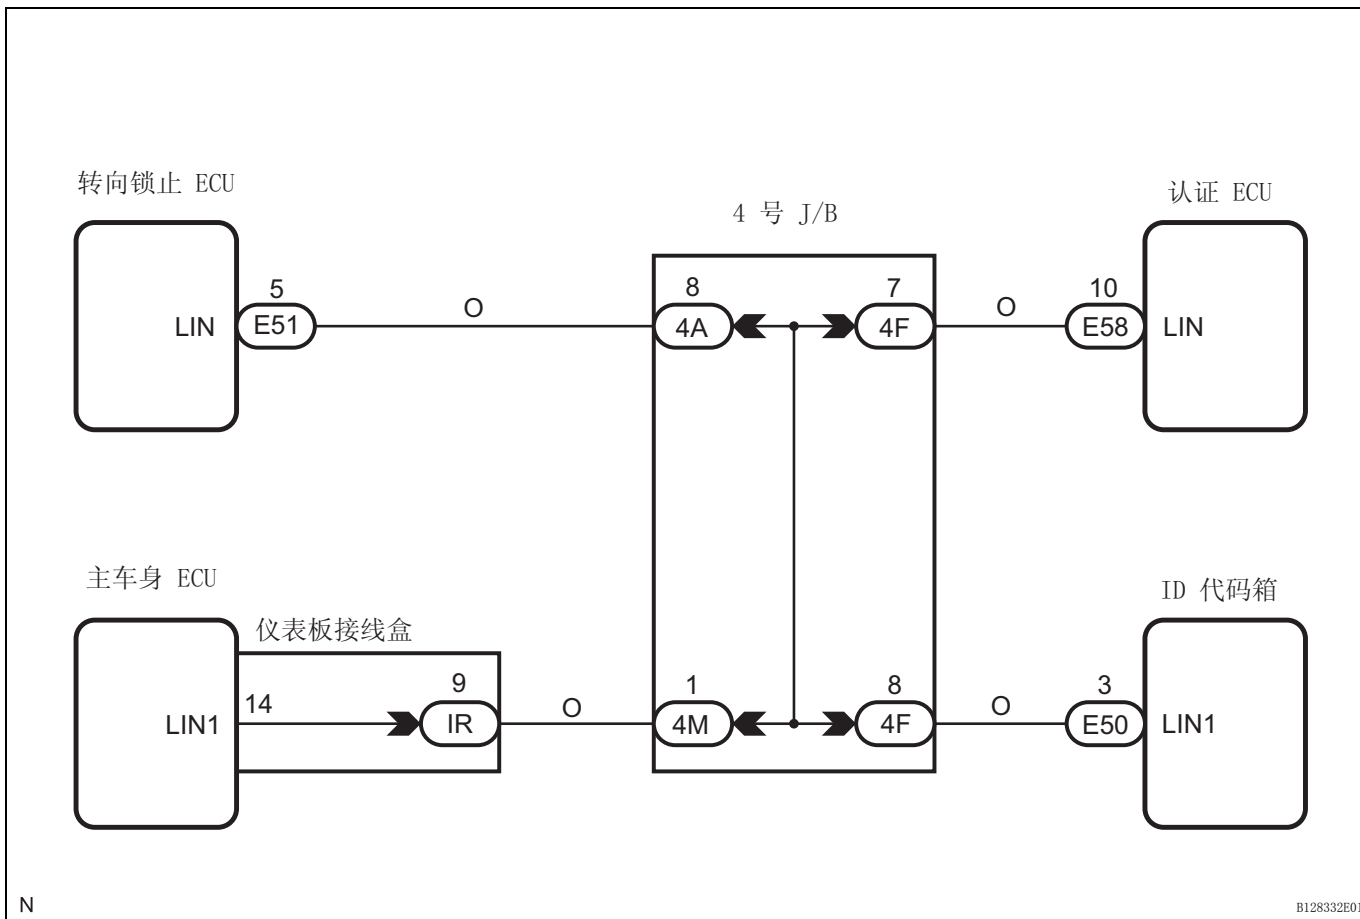 转向锁止 ECU
4 号 J/B
认证 ECU
5
8
7
10
LIN
E51
O
4A
4F
O
E58
LIN
主车身 ECU
ID 代码箱
仪表板接线盒
14
9
1
8
3
LIN1
IR
O
4M
4F
O
E50
LIN1
N
B128332E01